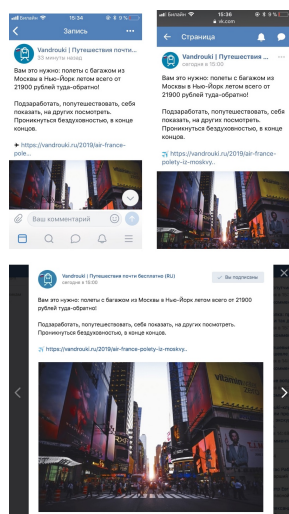 Билайн 15:34 9 %
Запись
Vandrouki | Путешествия почти...
33 минуты назад
Вам это нужно: полеты с багажом из
Москвы в Нью-Йорк летом всего от
21900 рублей туда-обратно!
Подзаработать, попутешествовать, себя
показать, на других посмотреть.
Проникнуться бездуховностью, в конце
концов.
https://vandrouki.ru/2019/air-france-
pole...
Ваш комментарий
Билайн 15:36 9 %
vk.com
Страница
Vandrouki | Путешествия ...
сегодня в 15:00
Вам это нужно: полеты с багажом из
Москвы в Нью-Йорк летом всего от
21900 рублей туда-обратно!
Подзаработать, попутешествовать, себя
показать, на других посмотреть.
Проникнуться бездуховностью, в конце
концов.
https://vandrouki.ru/2019/air-france-
polety-iz-moskvy..
Vandrouki | Путешествия почти бесплатно (RU)
сегодня в 15:00
Вы подписаны
Вам это нужно: полеты с багажом из Москвы в Нью-Йорк летом всего от 21900
рублей туда-обратно!
Подзаработать, попутешествовать, себя показать, на других посмотреть.
Проникнуться бездуховностью, в конце концов.
https://vandrouki.ru/2019/air-france-polety-iz-moskvy..